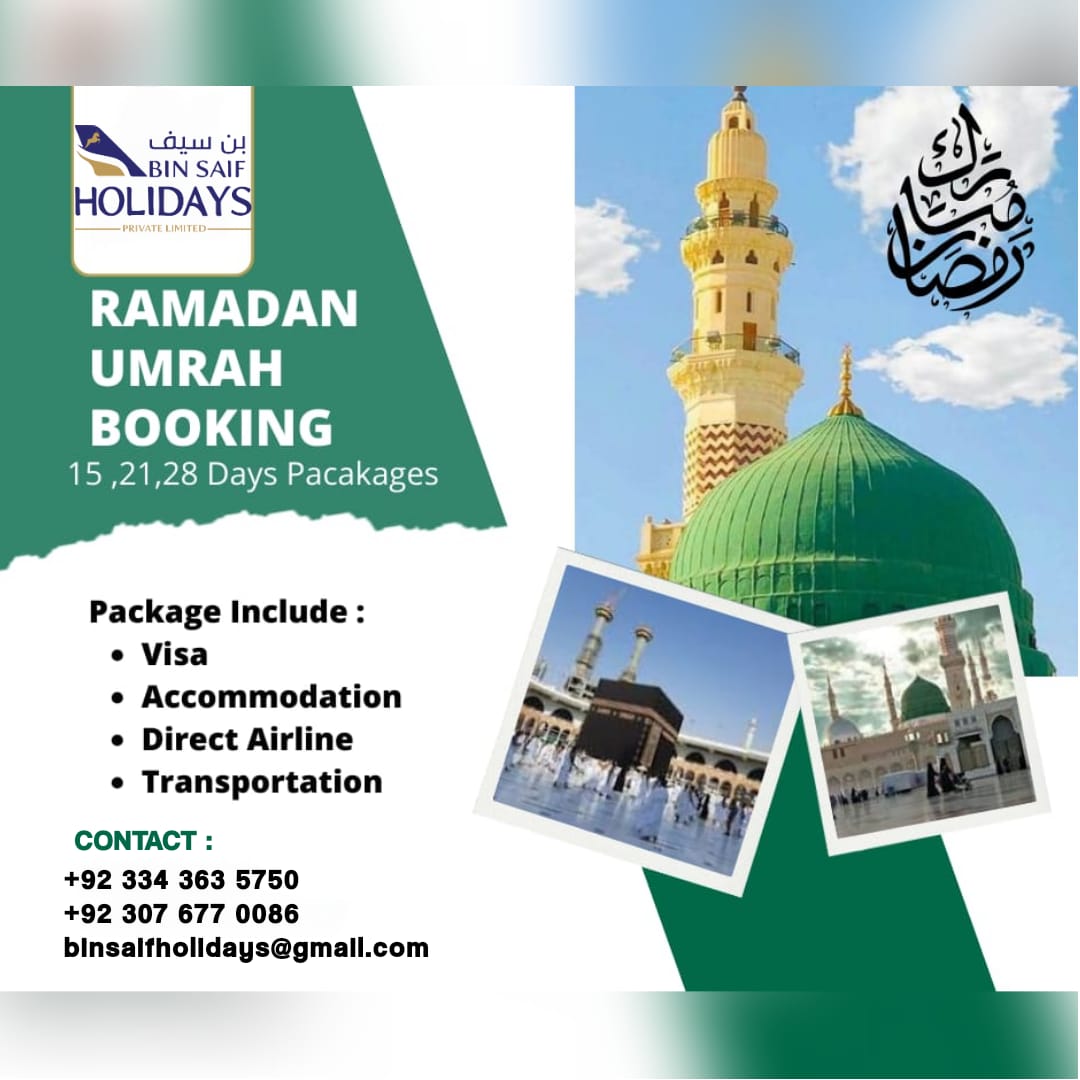 بن سيف
BIN SAIF
HOLIDAYS
PRIVATE LIMITED
RAMADAN
UMRAH
BOOKING
15 ,21,28 Days Pacakages
رمضان
مبارك
Package Include :
• Visa
• Accommodation
• Direct Airline
• Transportation
CONTACT :
+92 334 363 5750
+92 307 677 0086
binsaifholidays@gmail.com